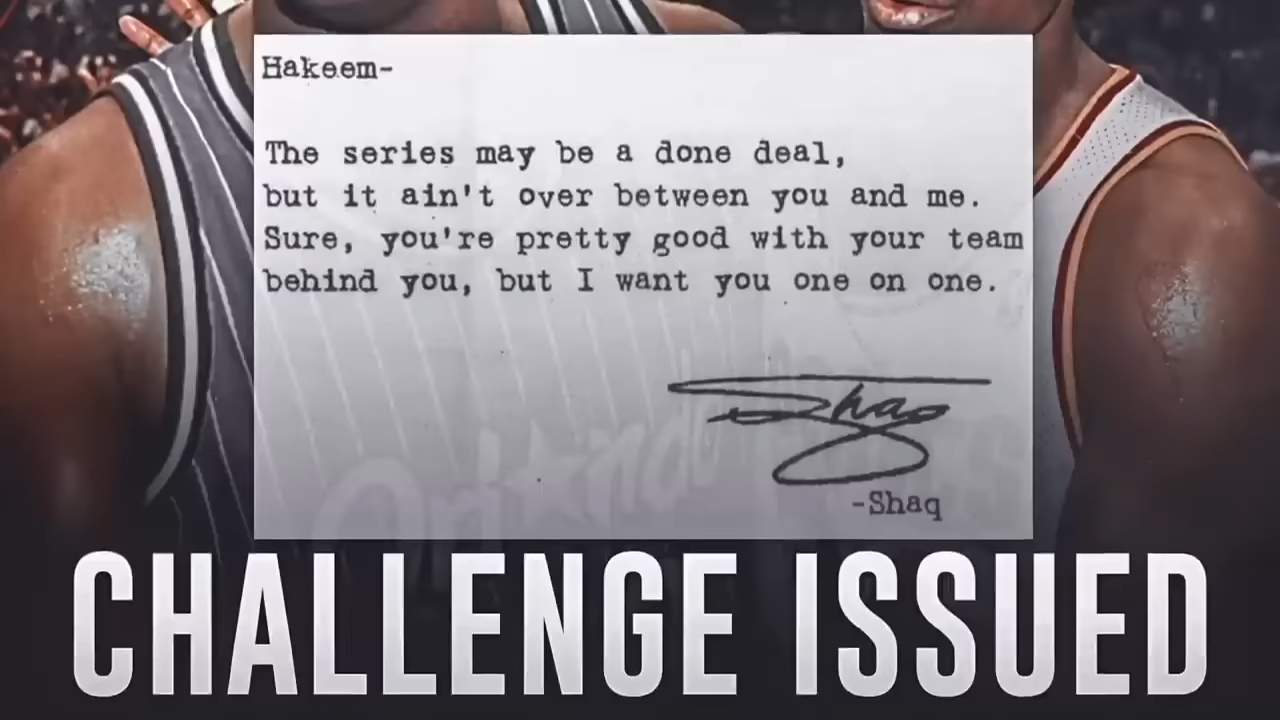 Hakeem-
The series may be a done deal,
but it ain't over between you and me.
Sure, you're pretty good with your team
behind you, but I want you one on one.
Shaq
-Shaq
Orlando
CHALLENGE ISSUED